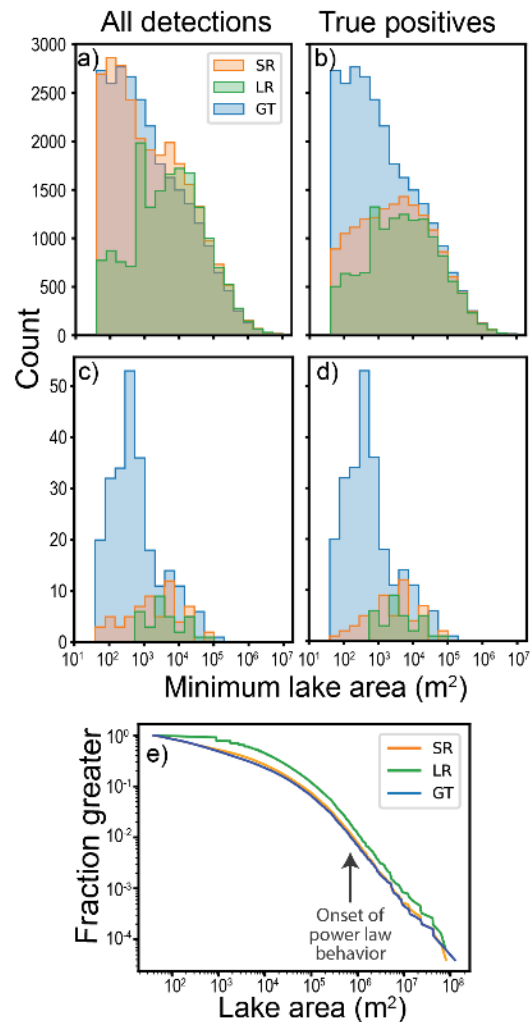 All detections
True positives
a)
b)
SR
LR
GT
SR
LR
GT
3000
2500
2000
1500
1000
500
0
Count
c)
d)
50
40
30
20
10
0
10¹ 10² 10³ 10⁴ 10⁵ 10⁶ 10⁷
10¹ 10² 10³ 10⁴ 10⁵ 10⁶ 10⁷
Minimum lake area (m²)
e)
SR
LR
GT
10⁰
10⁻¹
10⁻²
10⁻³
10⁻⁴
Fraction greater
Onset of
power law
behavior
10² 10³ 10⁴ 10⁵ 10⁶ 10⁷ 10⁸
Lake area (m²)